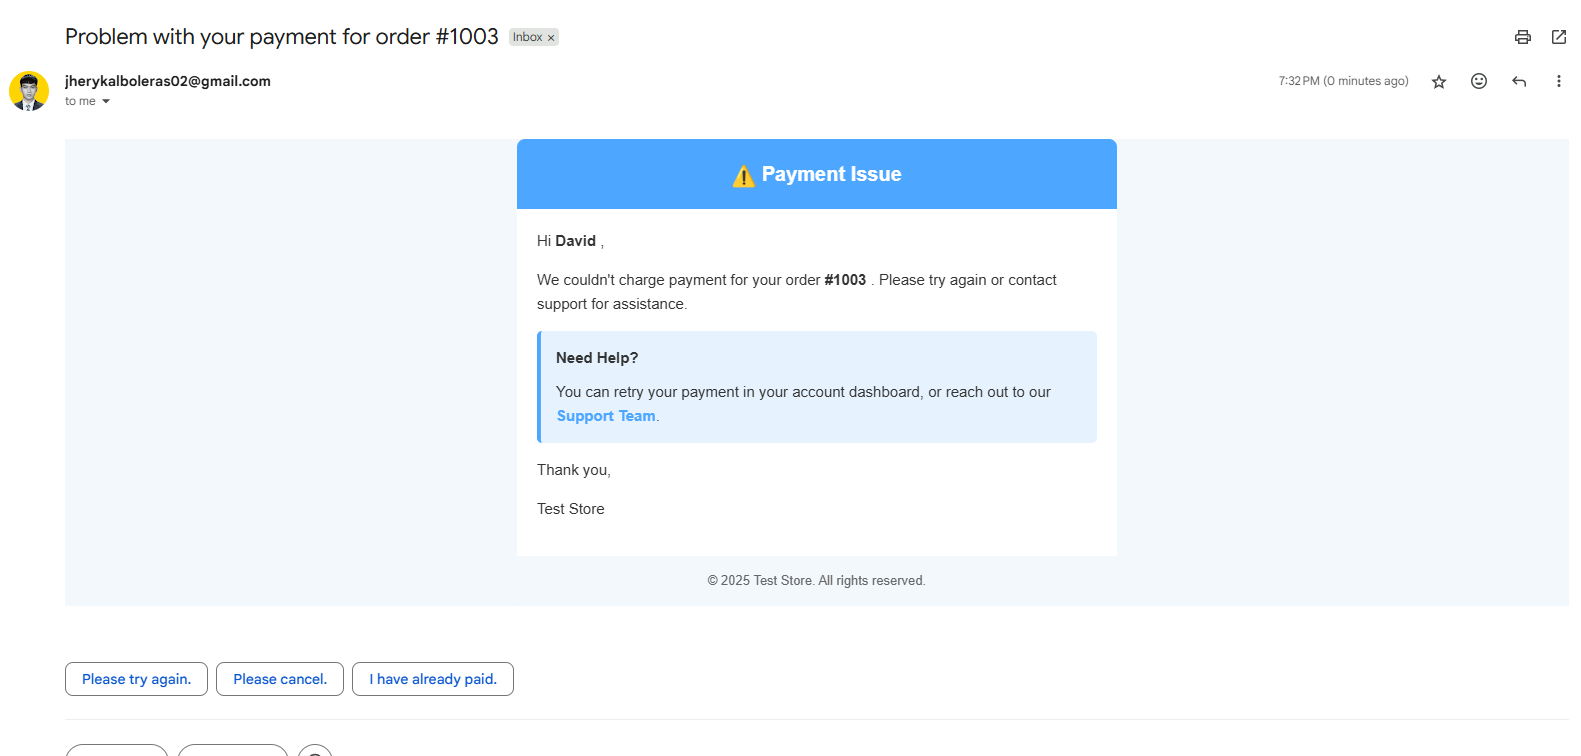 Problem with your payment for order #1003
Inbox ×
jherykalboleras02@gmail.com
7:32 PM (0 minutes ago)
to me
Payment Issue
Hi David ,
We couldn't charge payment for your order #1003 . Please try again or contact
support for assistance.
Need Help?
You can retry your payment in your account dashboard, or reach out to our
Support Team.
Thank you,
Test Store
© 2025 Test Store. All rights reserved.
Please try again.
Please cancel.
I have already paid.